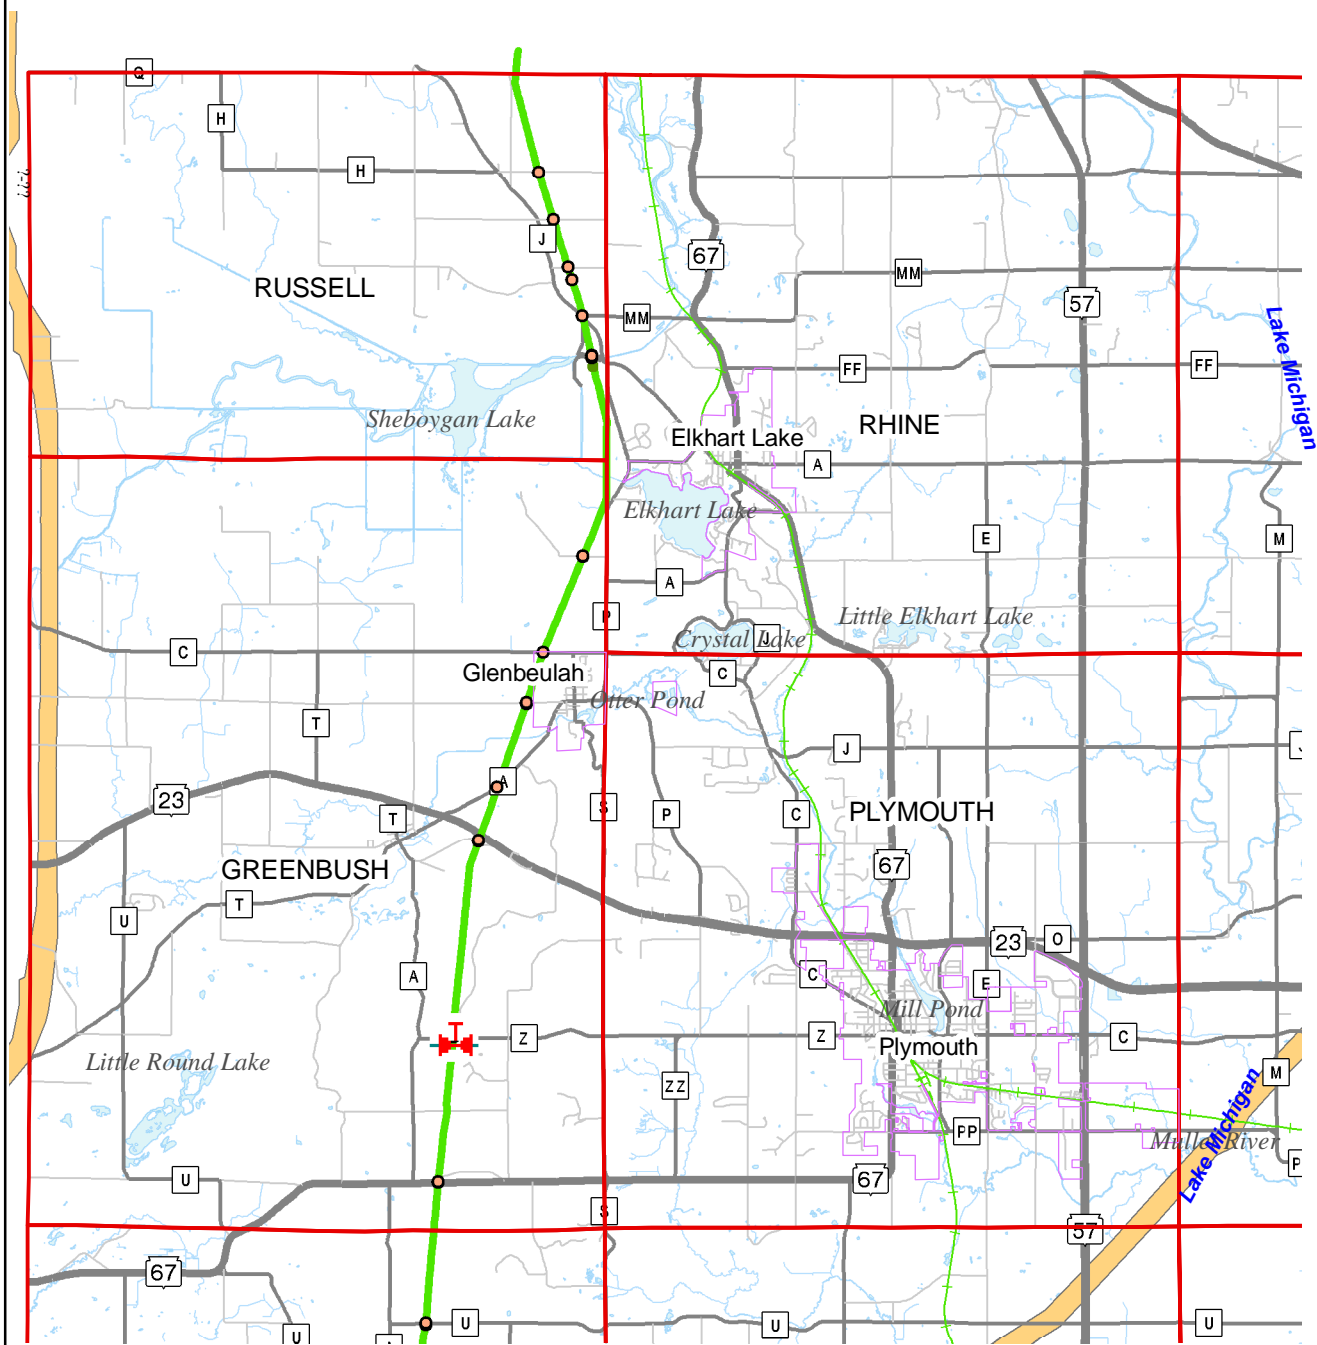 Q
H
H
J
67
MM
57
RUSSELL
MM
Lake Michigan
FF
FF
Sheboygan Lake
RHINE
Elkhart Lake
A
Elkhart Lake
E
M
A
P
Little Elkhart Lake
Crystal Lake
J
C
C
Glenbeulah
Otter Pond
T
J
J
A
23
S
P
C
PLYMOUTH
T
67
GREENBUSH
T
U
23
O
A
C
E
Mill Pond
Z
Z
C
Plymouth
Little Round Lake
ZZ
M
Lake Michigan
PP
Mullet River
P
U
67
S
57
67
U
U
U
U